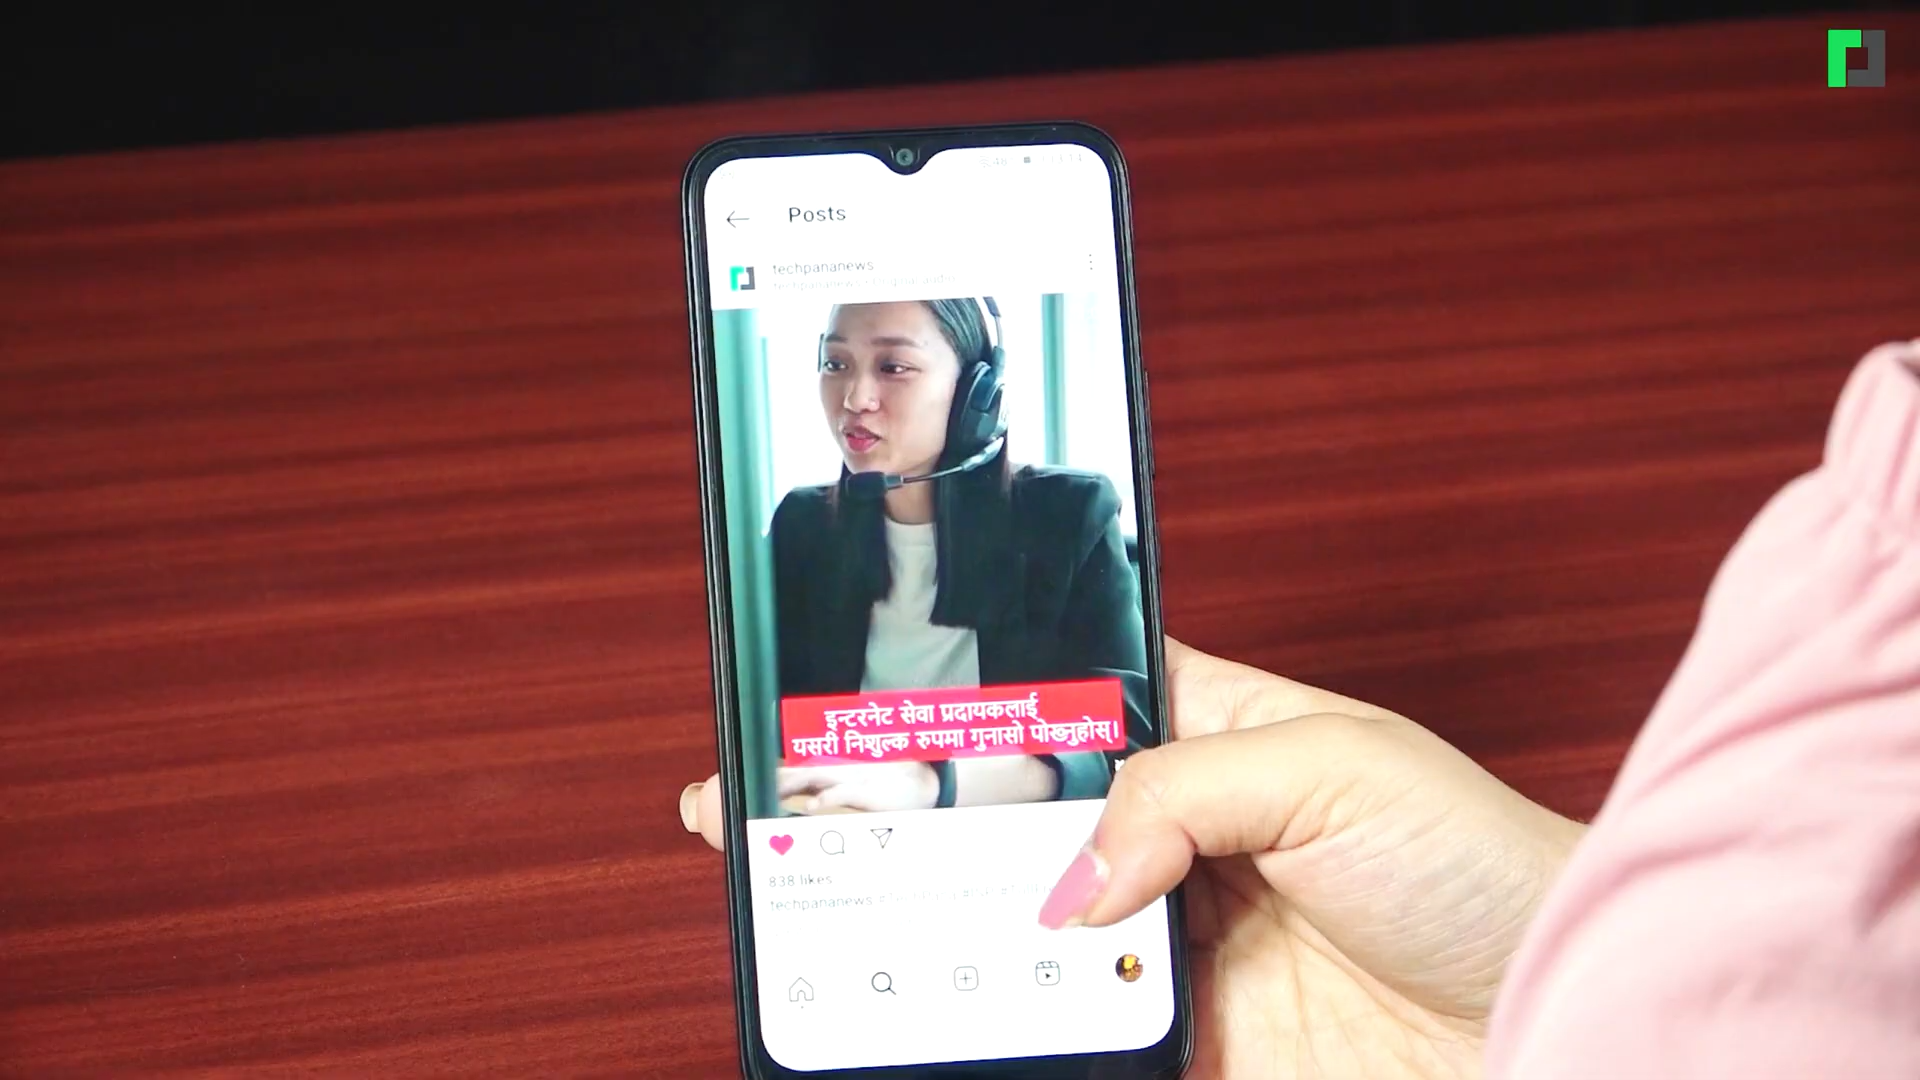 Posts
techpananews
इन्टरनेट सेवा प्रदायकलाई
यसरी निशुल्क रुपमा गुनासो पोख्नुहोस्।
838 likes
techpananews